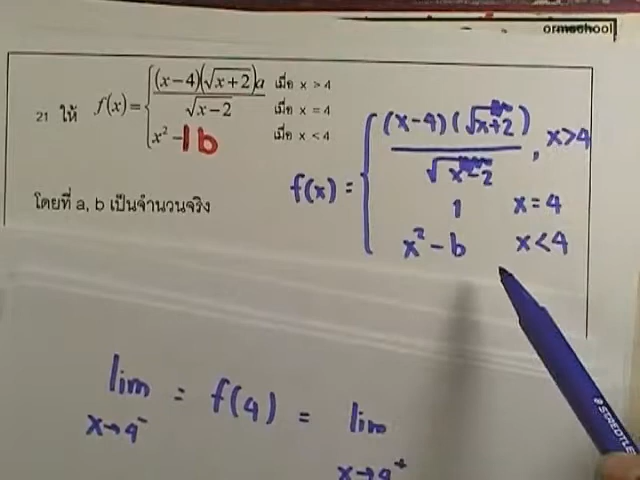 ormschool
21 ให้ f(x) = { (x-4)(√x+2)a / √x-2 เมื่อ x > 4
เมื่อ x = 4
x² - 1 b เมื่อ x < 4
โดยที่ a, b เป็นจำนวนจริง
f(x) = { (x-4)(√x+2) / √x-2 , x>4
1 x=4
x² - b x<4
lim x→4⁻ = f(4) = lim x→4⁺
STAEDTLER